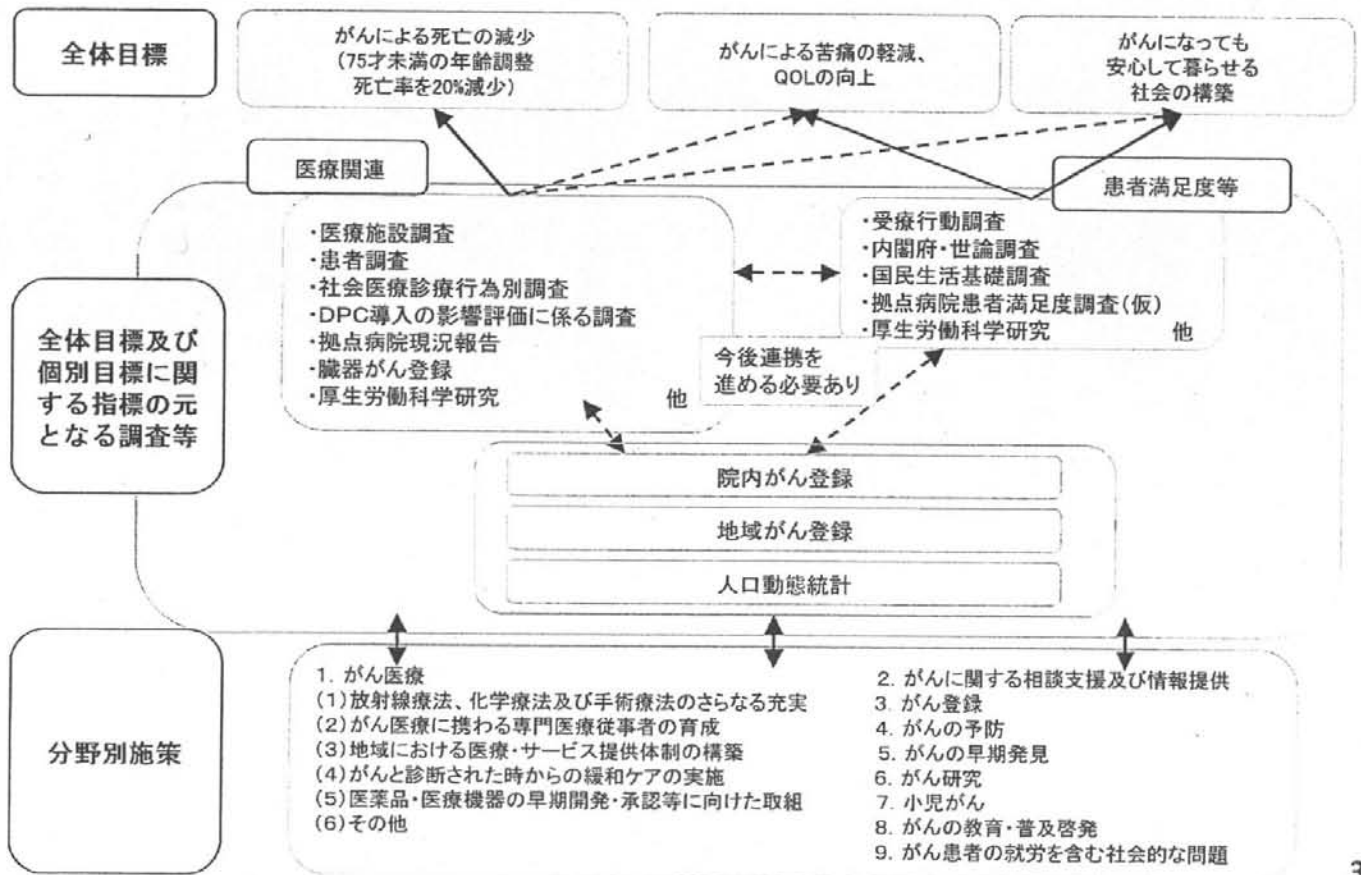 全体目標
がんによる死亡の減少
(75才未満の年齢調整
死亡率を20%減少)
がんによる苦痛の軽減、
QOLの向上
がんになっても
安心して暮らせる
社会の構築
医療関連
患者満足度等
全体目標及び
個別目標に関
する指標の元
となる調査等
・医療施設調査
・患者調査
・社会医療診療行為別調査
・DPC導入の影響評価に係る調査
・拠点病院現況報告
・臓器がん登録
・厚生労働科学研究 他
・受療行動調査
・内閣府・世論調査
・国民生活基礎調査
・拠点病院患者満足度調査(仮)
・厚生労働科学研究 他
今後連携を
進める必要あり
院内がん登録
地域がん登録
人口動態統計
分野別施策
1. がん医療
(1)放射線療法、化学療法及び手術療法のさらなる充実
(2)がん医療に携わる専門医療従事者の育成
(3)地域における医療・サービス提供体制の構築
(4)がんと診断された時からの緩和ケアの実施
(5)医薬品・医療機器の早期開発・承認等に向けた取組
(6)その他
2. がんに関する相談支援及び情報提供
3. がん登録
4. がんの予防
5. がんの早期発見
6. がん研究
7. 小児がん
8. がんの教育・普及啓発
9. がん患者の就労を含む社会的な問題